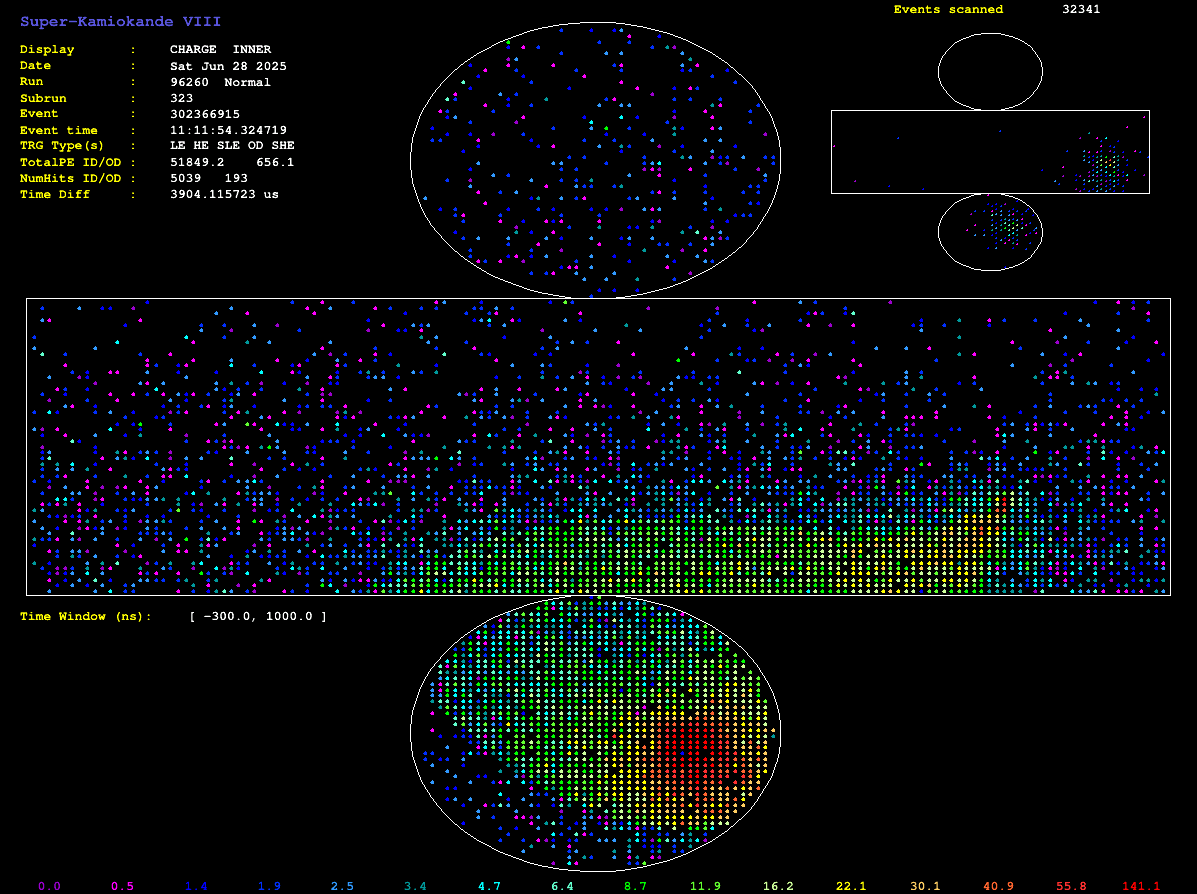 Super-Kamiokande VIII
Events scanned 32341
Display : CHARGE INNER
Date : Sat Jun 28 2025
Run : 96260 Normal
Subrun : 323
Event : 302366915
Event time : 11:11:54.324719
TRG Type(s) : LE HE SLE OD SHE
TotalPE ID/OD : 51849.2 656.1
NumHits ID/OD : 5039 193
Time Diff : 3904.115723 us
Time Window (ns): [ -300.0, 1000.0 ]
0.0 0.5 1.4 1.9 2.5 3.4 4.7 6.4 8.7 11.9 16.2 22.1 30.1 40.9 55.8 141.1